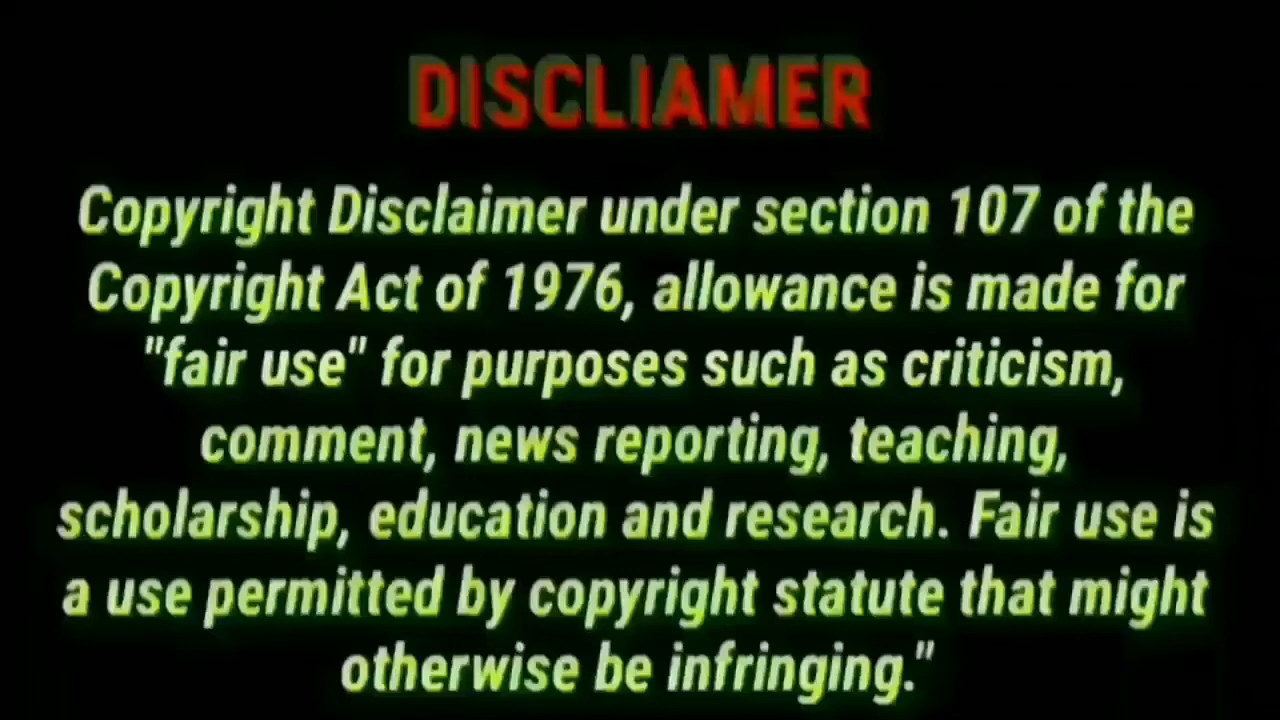 DISCLIAMER
Copyright Disclaimer under section 107 of the
Copyright Act of 1976, allowance is made for
"fair use" for purposes such as criticism,
comment, news reporting, teaching,
scholarship, education and research. Fair use is
a use permitted by copyright statute that might
otherwise be infringing."